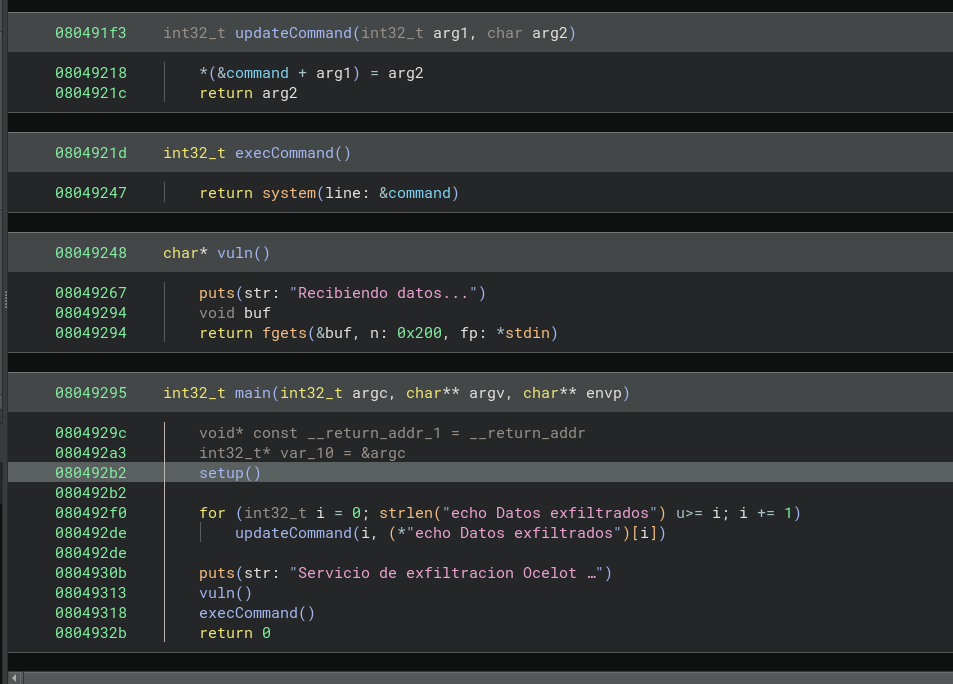 080491f3 int32_t updateCommand(int32_t arg1, char arg2)
08049218 *(&command + arg1) = arg2
0804921c return arg2
0804921d int32_t execCommand()
08049247 return system(line: &command)
08049248 char* vuln()
08049267 puts(str: "Recibiendo datos...")
08049294 void buf
08049294 return fgets(&buf, n: 0x200, fp: *stdin)
08049295 int32_t main(int32_t argc, char** argv, char** envp)
0804929c void* const __return_addr_1 = __return_addr
080492a3 int32_t* var_10 = &argc
080492b2 setup()
080492b2
080492f0 for (int32_t i = 0; strlen("echo Datos exfiltrados") u>= i; i += 1)
080492de updateCommand(i, (*"echo Datos exfiltrados")[i])
080492de
0804930b puts(str: "Servicio de exfiltracion Ocelot …")
08049313 vuln()
08049318 execCommand()
0804932b return 0